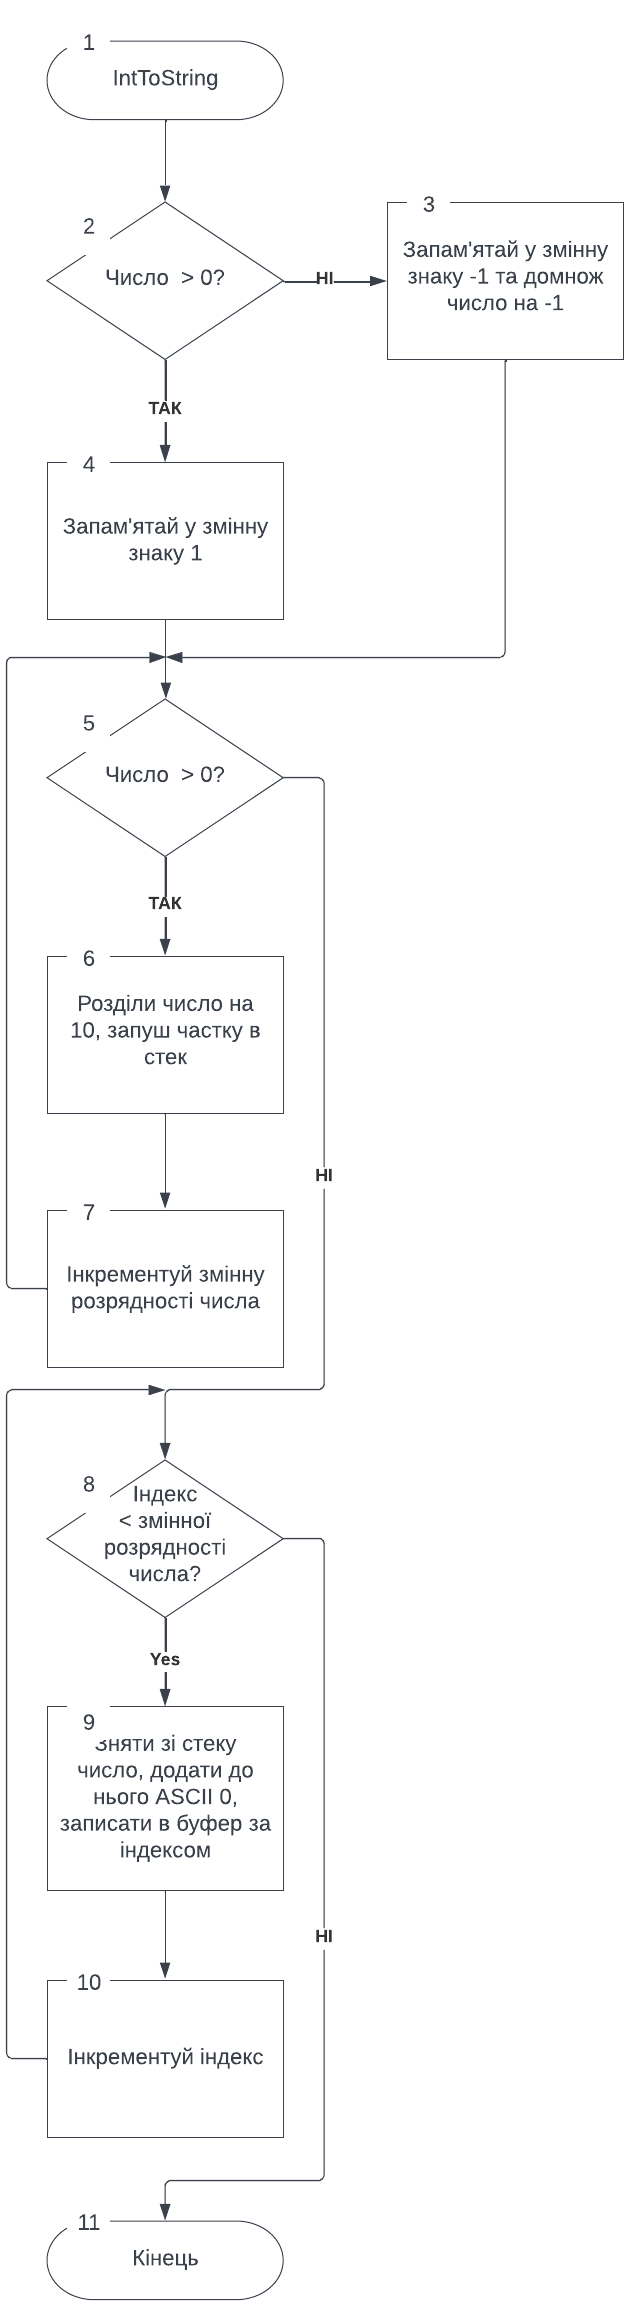 1
IntToString
2
Число > 0?
НІ
3
Запам'ятай у змінну
знаку -1 та домнож
число на -1
ТАК
4
Запам'ятай у змінну
знаку 1
5
Число > 0?
ТАК
6
Розділи число на
10, запуш частку в
стек
НІ
7
Інкрементуй змінну
розрядності числа
8
Індекс
< змінної
розрядності
числа?
Yes
9
Зняти зі стеку
число, додати до
нього ASCII 0,
записати в буфер за
індексом
НІ
10
Інкрементуй індекс
11
Кінець